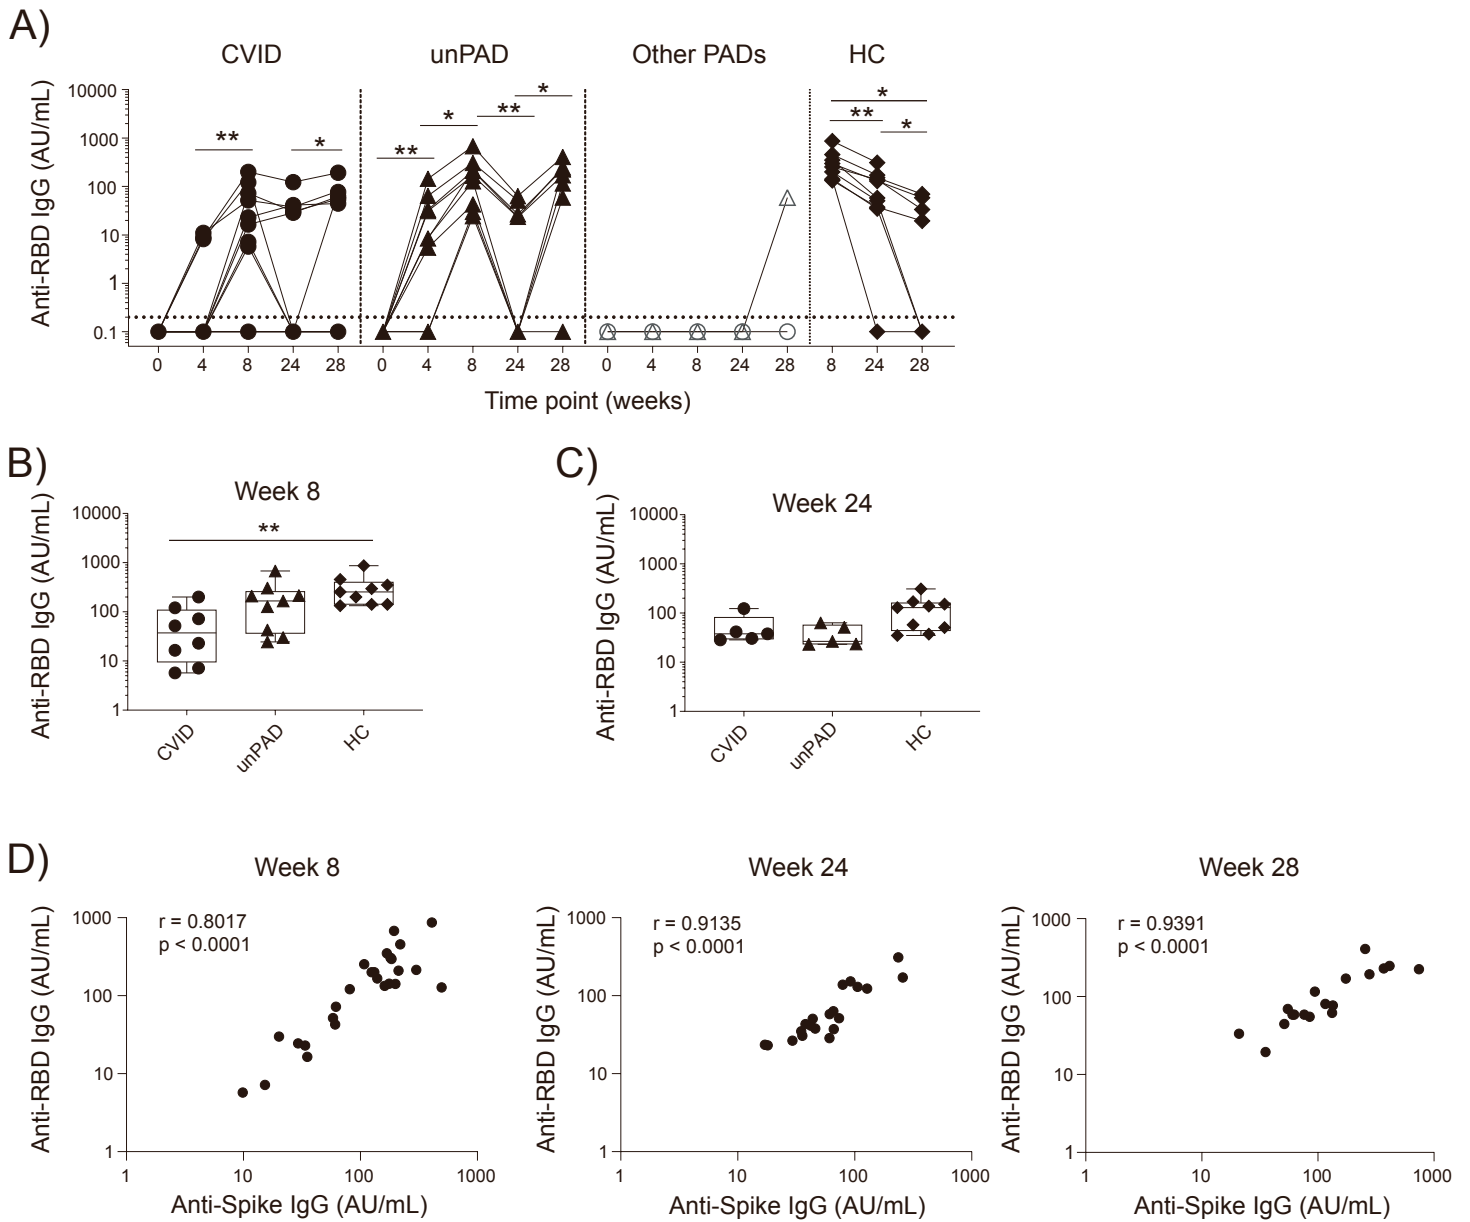 A)
CVID unPAD Other PADs HC
Anti-RBD IgG (AU/mL)
10000
1000
100
10
1
0.1
** *
** * ** *
* ** *
0 4 8 24 28 0 4 8 24 28 0 4 8 24 28 8 24 28
Time point (weeks)
B)
Week 8
Anti-RBD IgG (AU/mL)
10000
1000
100
10
1
**
CVID unPAD HC
C)
Week 24
Anti-RBD IgG (AU/mL)
10000
1000
100
10
1
CVID unPAD HC
D)
Week 8
r = 0.8017
p < 0.0001
Anti-RBD IgG (AU/mL)
1000
100
10
1
1 10 100 1000
Anti-Spike IgG (AU/mL)
Week 24
r = 0.9135
p < 0.0001
Anti-RBD IgG (AU/mL)
1000
100
10
1
1 10 100 1000
Anti-Spike IgG (AU/mL)
Week 28
r = 0.9391
p < 0.0001
Anti-RBD IgG (AU/mL)
1000
100
10
1
1 10 100 1000
Anti-Spike IgG (AU/mL)